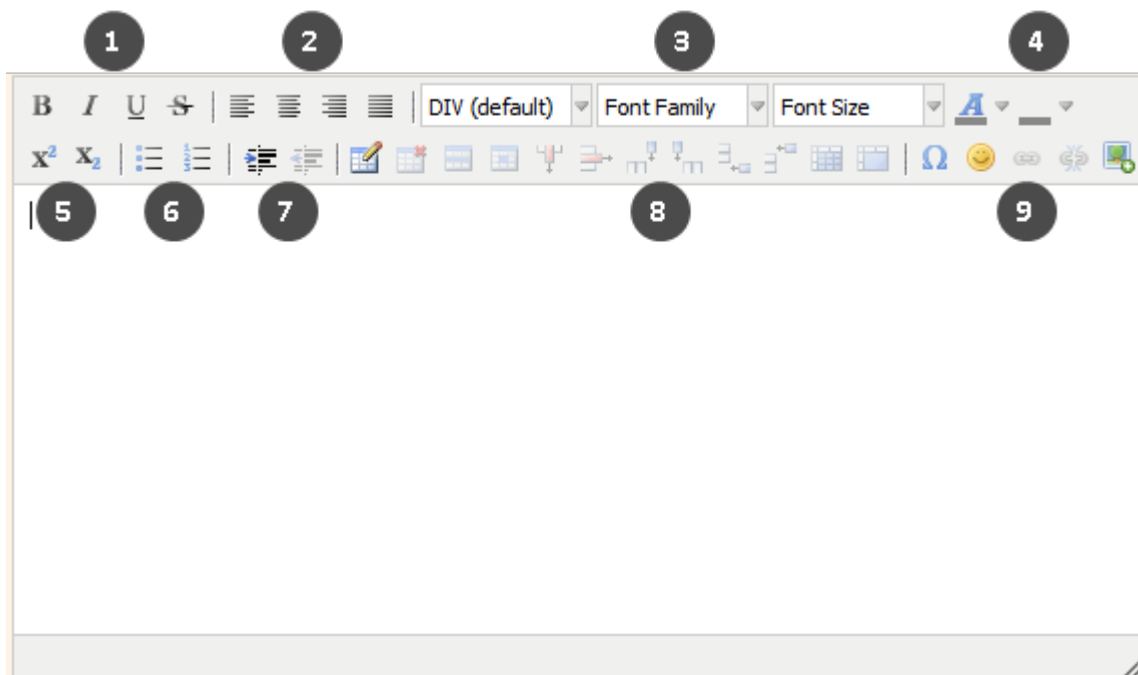 1 2 3 4
B I U S DIV (default) Font Family Font Size A
x² x₂ Ω
5 6 7 8 9